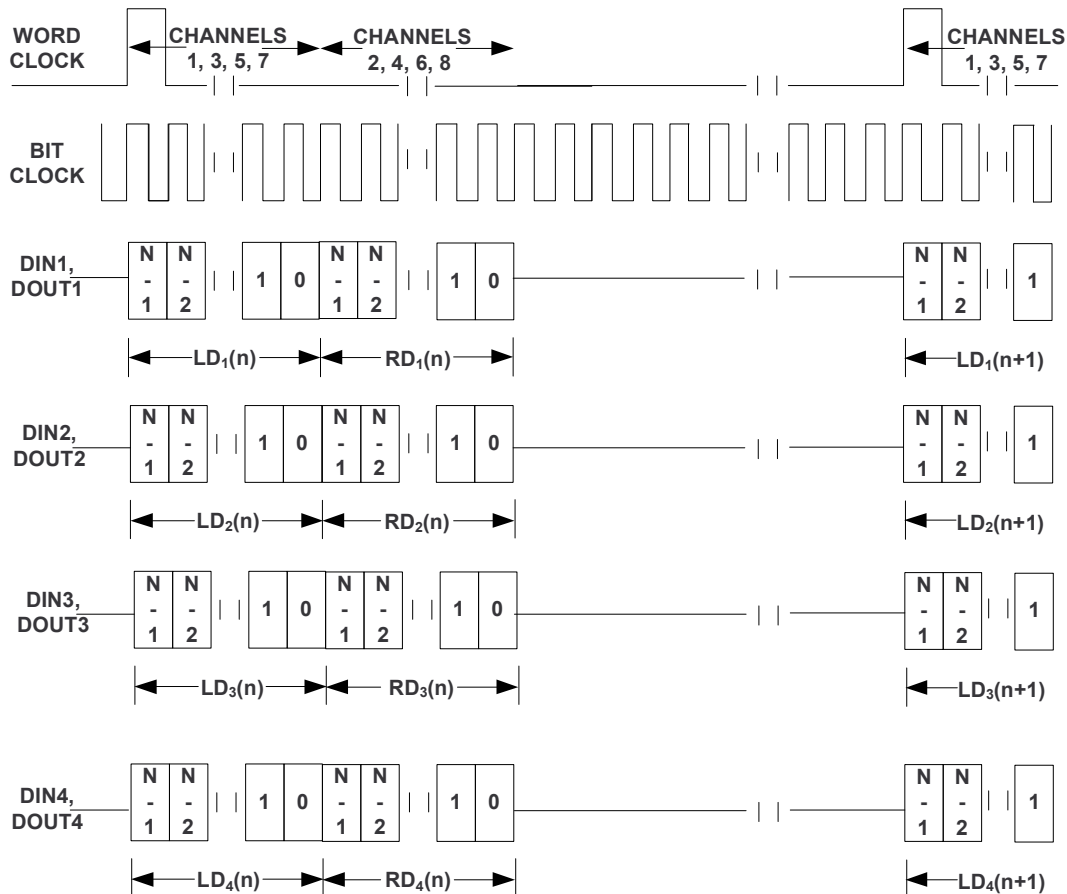 WORD CLOCK
CHANNELS 1, 3, 5, 7
CHANNELS 2, 4, 6, 8
CHANNELS 1, 3, 5, 7
BIT CLOCK
DIN1, DOUT1
N-1 N-2 1 0 N-1 N-2 1 0 N-1 N-2 1
LD₁(n) RD₁(n) LD₁(n+1)
DIN2, DOUT2
N-1 N-2 1 0 N-1 N-2 1 0 N-1 N-2 1
LD₂(n) RD₂(n) LD₂(n+1)
DIN3, DOUT3
N-1 N-2 1 0 N-1 N-2 1 0 N-1 N-2 1
LD₃(n) RD₃(n) LD₃(n+1)
DIN4, DOUT4
N-1 N-2 1 0 N-1 N-2 1 0 N-1 N-2 1
LD₄(n) RD₄(n) LD₄(n+1)